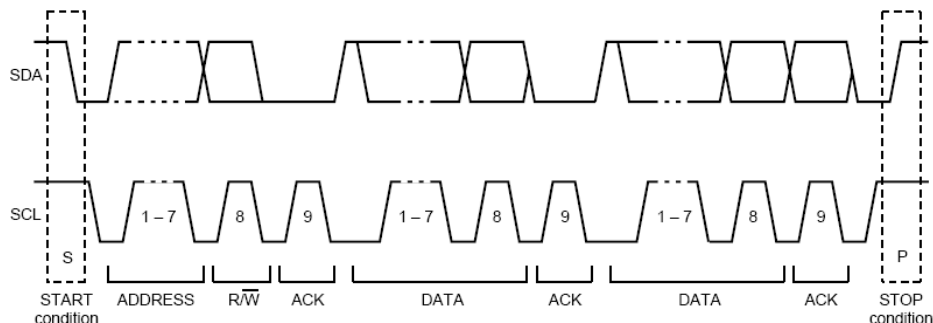 SDA
SCL
1 – 7
8
9
1 – 7
8
9
1 – 7
8
9
S
P
START
condition
ADDRESS
R/W̅
ACK
DATA
ACK
DATA
ACK
STOP
condition